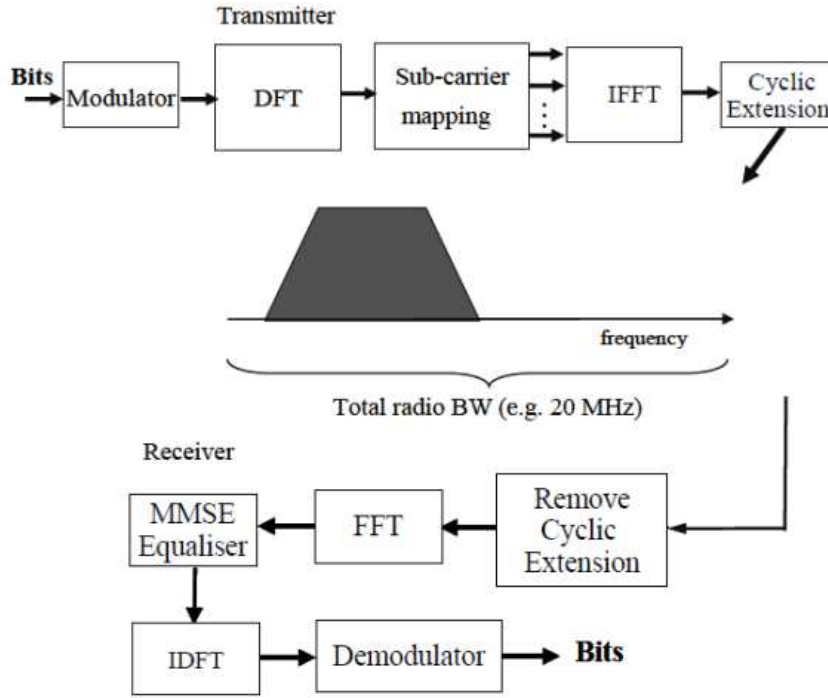 Transmitter
Bits
Modulator
DFT
Sub-carrier
mapping
IFFT
Cyclic
Extension
frequency
Total radio BW (e.g. 20 MHz)
Receiver
MMSE
Equaliser
FFT
Remove
Cyclic
Extension
IDFT
Demodulator
Bits